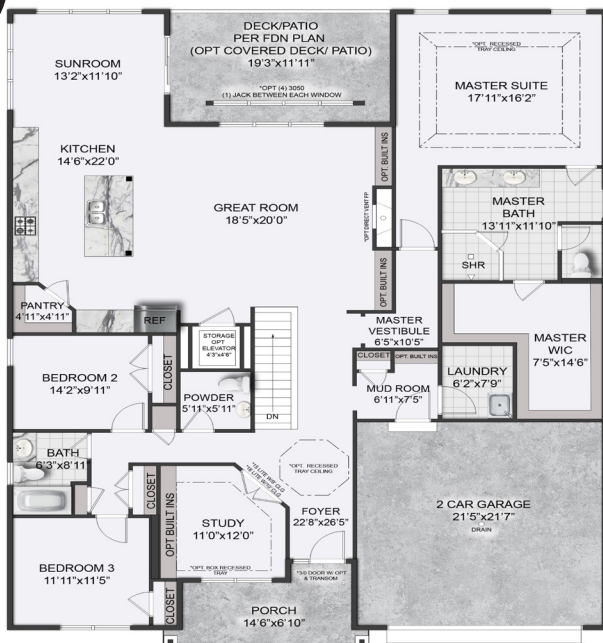 SUNROOM
13'2"x11'10"
DECK/PATIO
PER FDN PLAN
(OPT COVERED DECK/ PATIO)
19'3"x11'11"
*OPT (4) 3050
(1) JACK BETWEEN EACH WINDOW
*OPT. RECESSED
TRAY CEILING
MASTER SUITE
17'11"x16'2"
KITCHEN
14'6"x22'0"
GREAT ROOM
18'5"x20'0"
OPT. BUILT INS
*OPT DIRECT VENT FP
OPT. BUILT INS
MASTER
BATH
13'11"x11'10"
SHR
PANTRY
4'11"x4'11"
REF
STORAGE
OPT
ELEVATOR
4'3"x4'6"
MASTER
VESTIBULE
6'5"x10'5"
MASTER
WIC
7'5"x14'6"
BEDROOM 2
14'2"x9'11"
CLOSET
POWDER
5'11"x5'11"
DN
CLOSET
OPT. BUILT INS
MUD ROOM
6'11"x7'5"
LAUNDRY
6'2"x7'9"
BATH
6'3"x8'11"
CLOSET
OPT BUILT INS
STUDY
11'0"x12'0"
*OPT. BOX RECESSED
TRAY
*OPT. RECESSED
TRAY CEILING
FOYER
22'8"x26'5"
2 CAR GARAGE
21'5"x21'7"
DRAIN
BEDROOM 3
11'11"x11'5"
CLOSET
*3/0 DOOR W/ OPT
& TRANSOM
PORCH
14'6"x6'10"